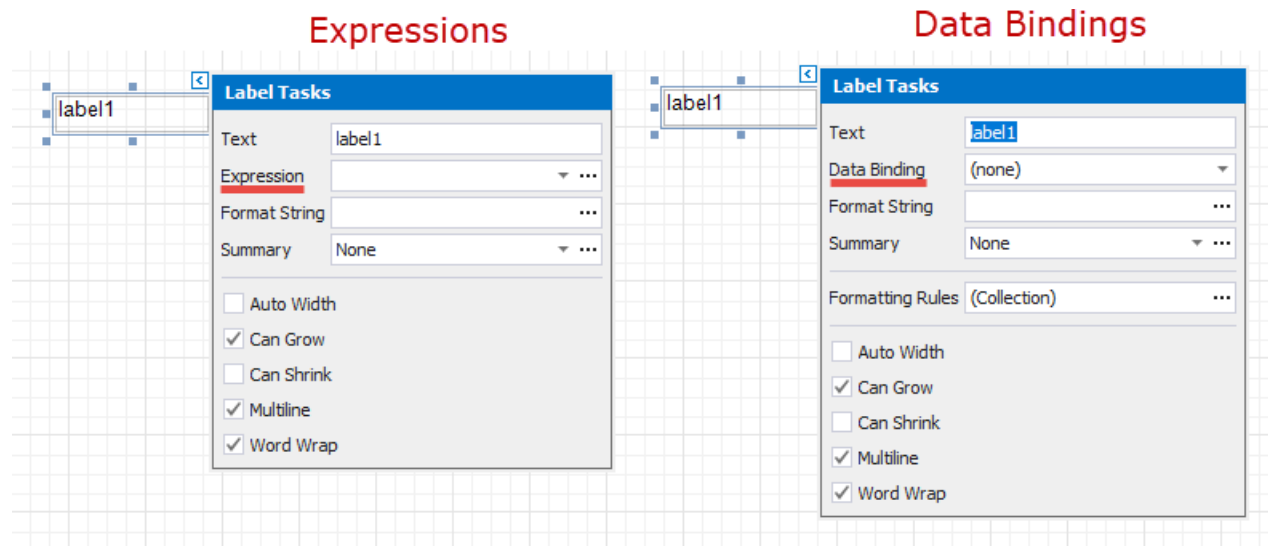 Expressions
label1
Label Tasks
Text label1
Expression
Format String
Summary None
Auto Width
Can Grow
Can Shrink
Multiline
Word Wrap
Data Bindings
label1
Label Tasks
Text label1
Data Binding (none)
Format String
Summary None
Formatting Rules (Collection)
Auto Width
Can Grow
Can Shrink
Multiline
Word Wrap